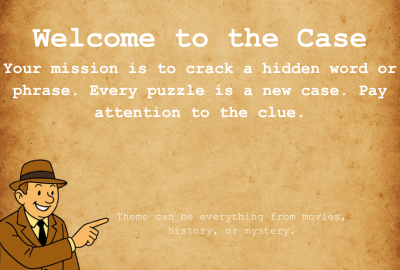 Welcome to the Case
Your mission is to crack a hidden word or
phrase. Every puzzle is a new case. Pay
attention to the clue.
Theme can be everything from movies,
history, or mystery.